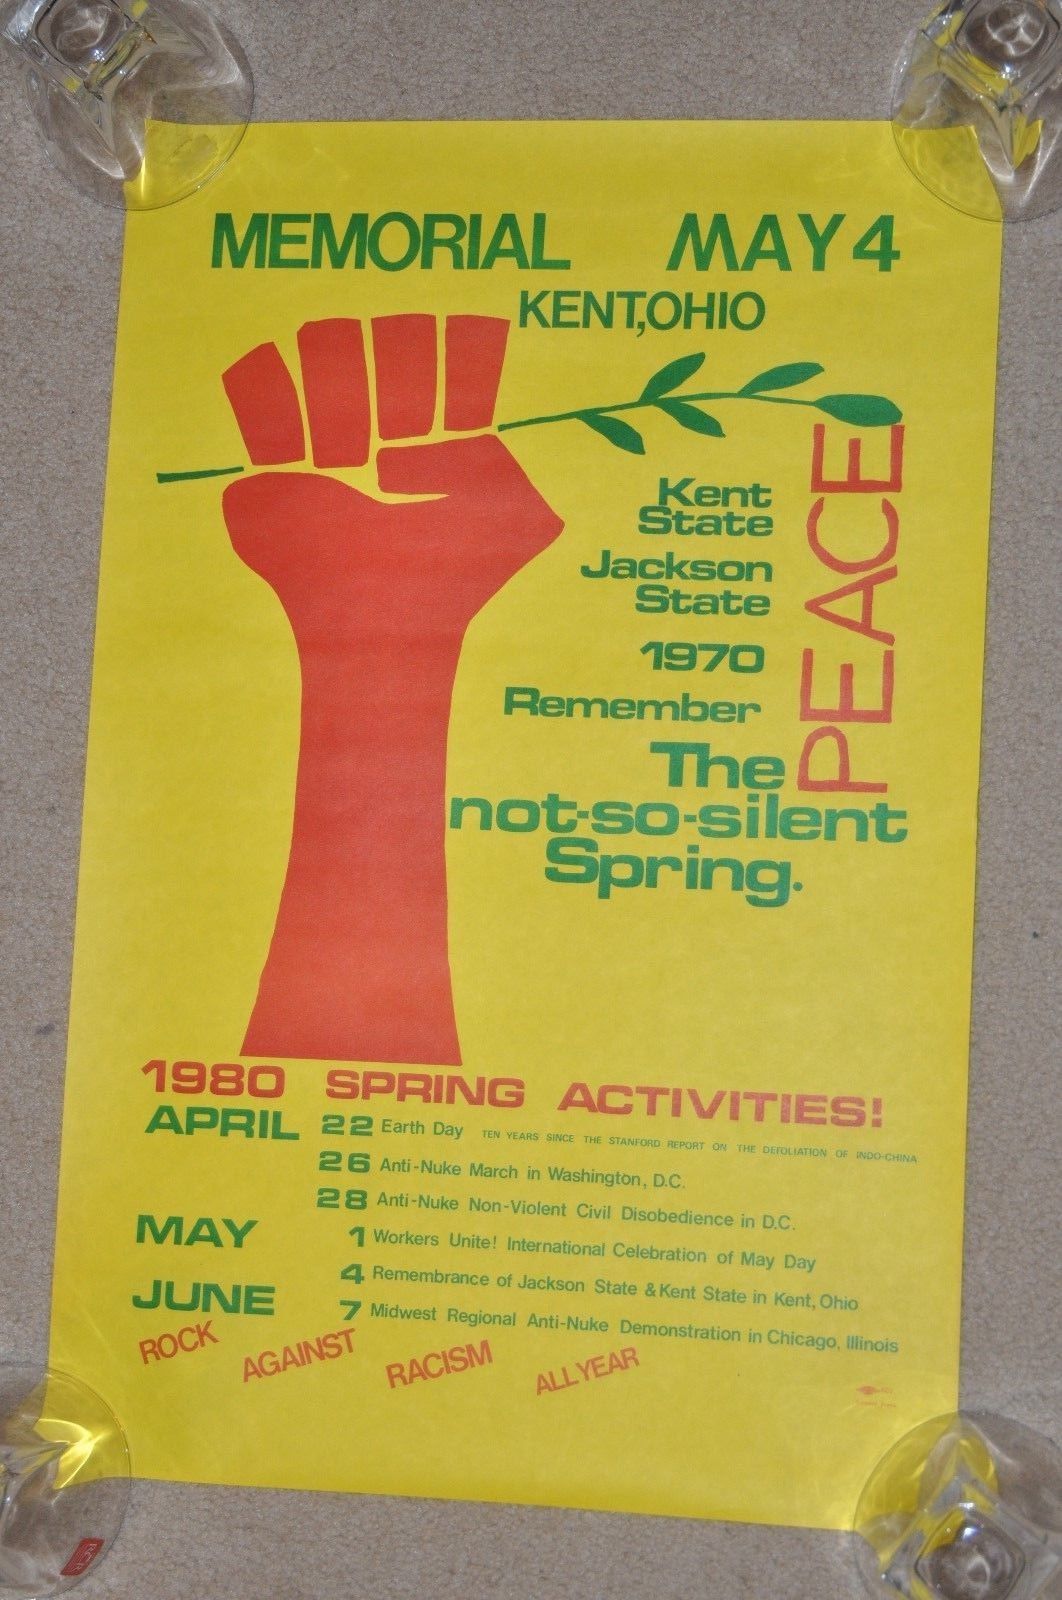 MEMORIAL MAY 4
KENT, OHIO
PEACE
Kent
State
Jackson
State
1970
Remember
The
not-so-silent
Spring.
1980 SPRING ACTIVITIES!
APRIL 22 Earth Day TEN YEARS SINCE THE STANFORD REPORT ON THE DEFOLIATION OF INDO-CHINA
26 Anti-Nuke March in Washington, D.C.
28 Anti-Nuke Non-Violent Civil Disobedience in D.C.
MAY 1 Workers Unite! International Celebration of May Day
4 Remembrance of Jackson State & Kent State in Kent, Ohio
JUNE 7 Midwest Regional Anti-Nuke Demonstration in Chicago, Illinois
ROCK AGAINST RACISM ALL YEAR